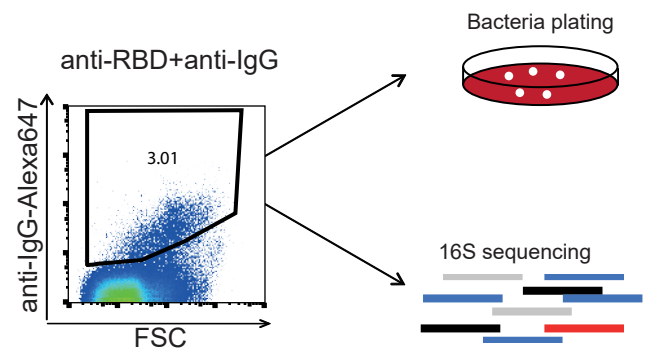 Bacteria plating
anti-RBD+anti-IgG
anti-IgG-Alexa647
3.01
FSC
16S sequencing